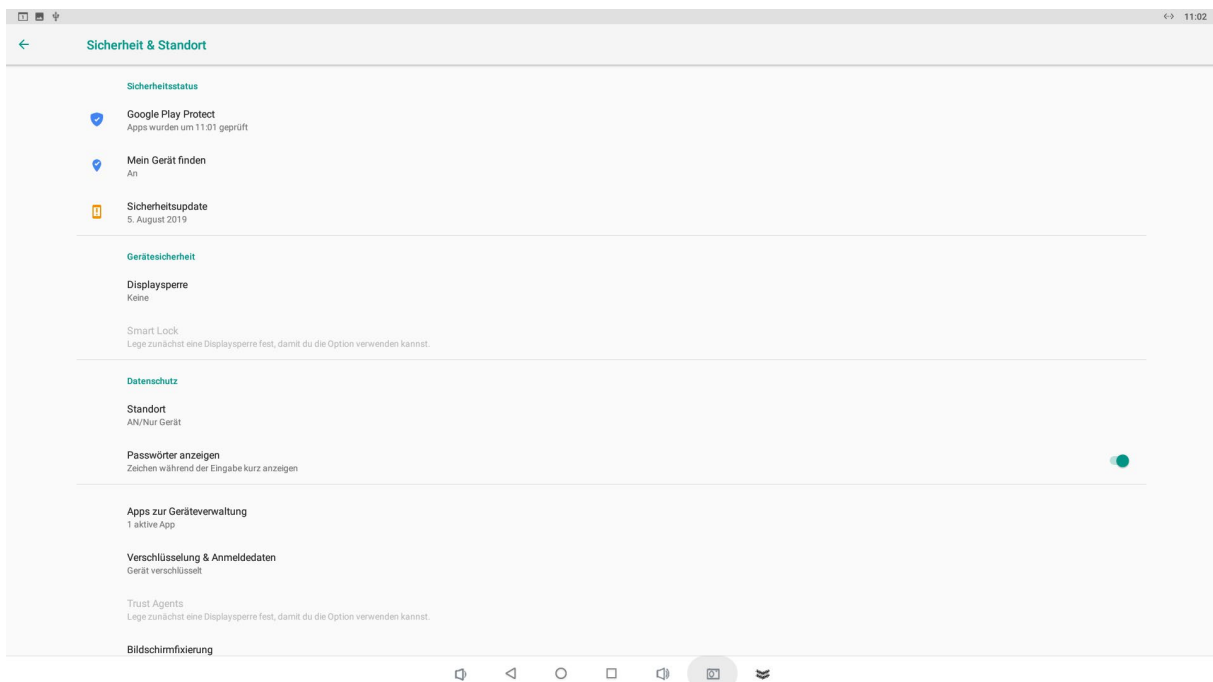 11:02
Sicherheit & Standort
Sicherheitsstatus
Google Play Protect
Apps wurden um 11:01 geprüft
Mein Gerät finden
An
Sicherheitsupdate
5. August 2019
Gerätesicherheit
Displaysperre
Keine
Smart Lock
Lege zunächst eine Displaysperre fest, damit du die Option verwenden kannst.
Datenschutz
Standort
AN/Nur Gerät
Passwörter anzeigen
Zeichen während der Eingabe kurz anzeigen
Apps zur Geräteverwaltung
1 aktive App
Verschlüsselung & Anmeldedaten
Gerät verschlüsselt
Trust Agents
Lege zunächst eine Displaysperre fest, damit du die Option verwenden kannst.
Bildschirmfixierung